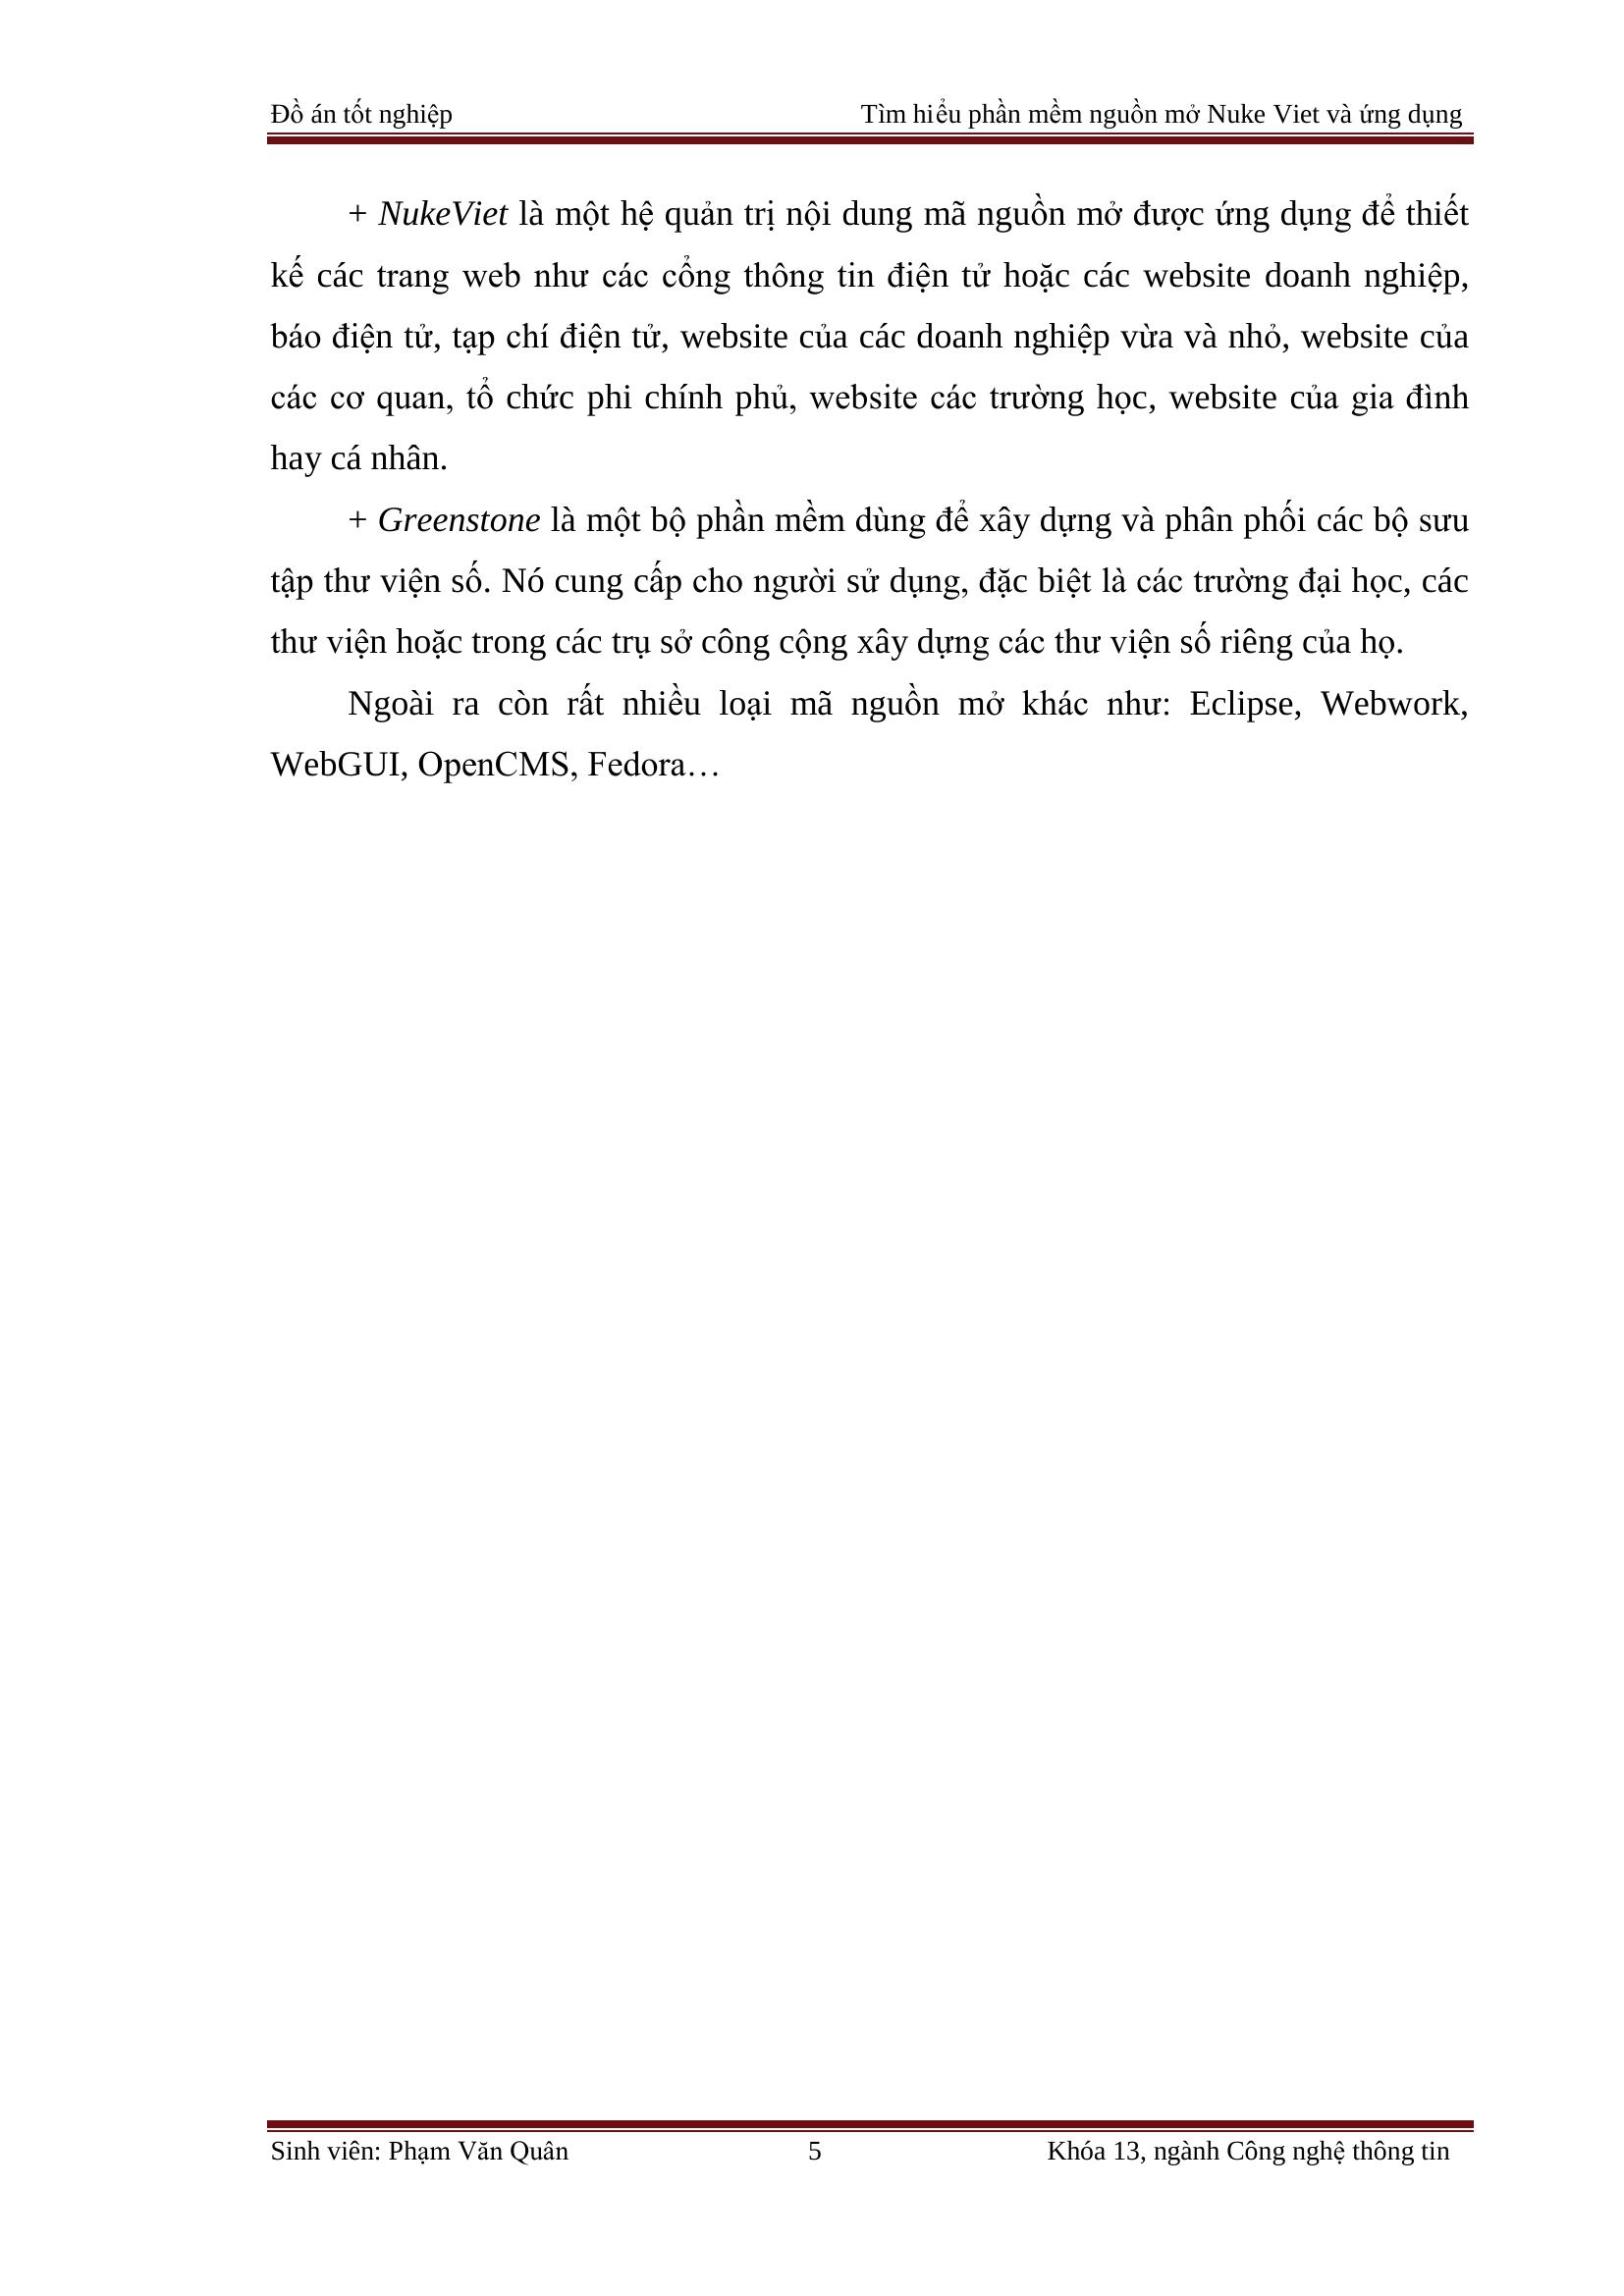 Đồ án tốt nghiệp Tìm hiểu phần mềm nguồn mở Nuke Viet và ứng dụng
+ NukeViet là một hệ quản trị nội dung mã nguồn mở được ứng dụng để thiết
kế các trang web như các cổng thông tin điện tử hoặc các website doanh nghiệp,
báo điện tử, tạp chí điện tử, website của các doanh nghiệp vừa và nhỏ, website của
các cơ quan, tổ chức phi chính phủ, website các trường học, website của gia đình
hay cá nhân.
+ Greenstone là một bộ phần mềm dùng để xây dựng và phân phối các bộ sưu
tập thư viện số. Nó cung cấp cho người sử dụng, đặc biệt là các trường đại học, các
thư viện hoặc trong các trụ sở công cộng xây dựng các thư viện số riêng của họ.
Ngoài ra còn rất nhiều loại mã nguồn mở khác như: Eclipse, Webwork,
WebGUI, OpenCMS, Fedora…
Sinh viên: Phạm Văn Quân 5 Khóa 13, ngành Công nghệ thông tin